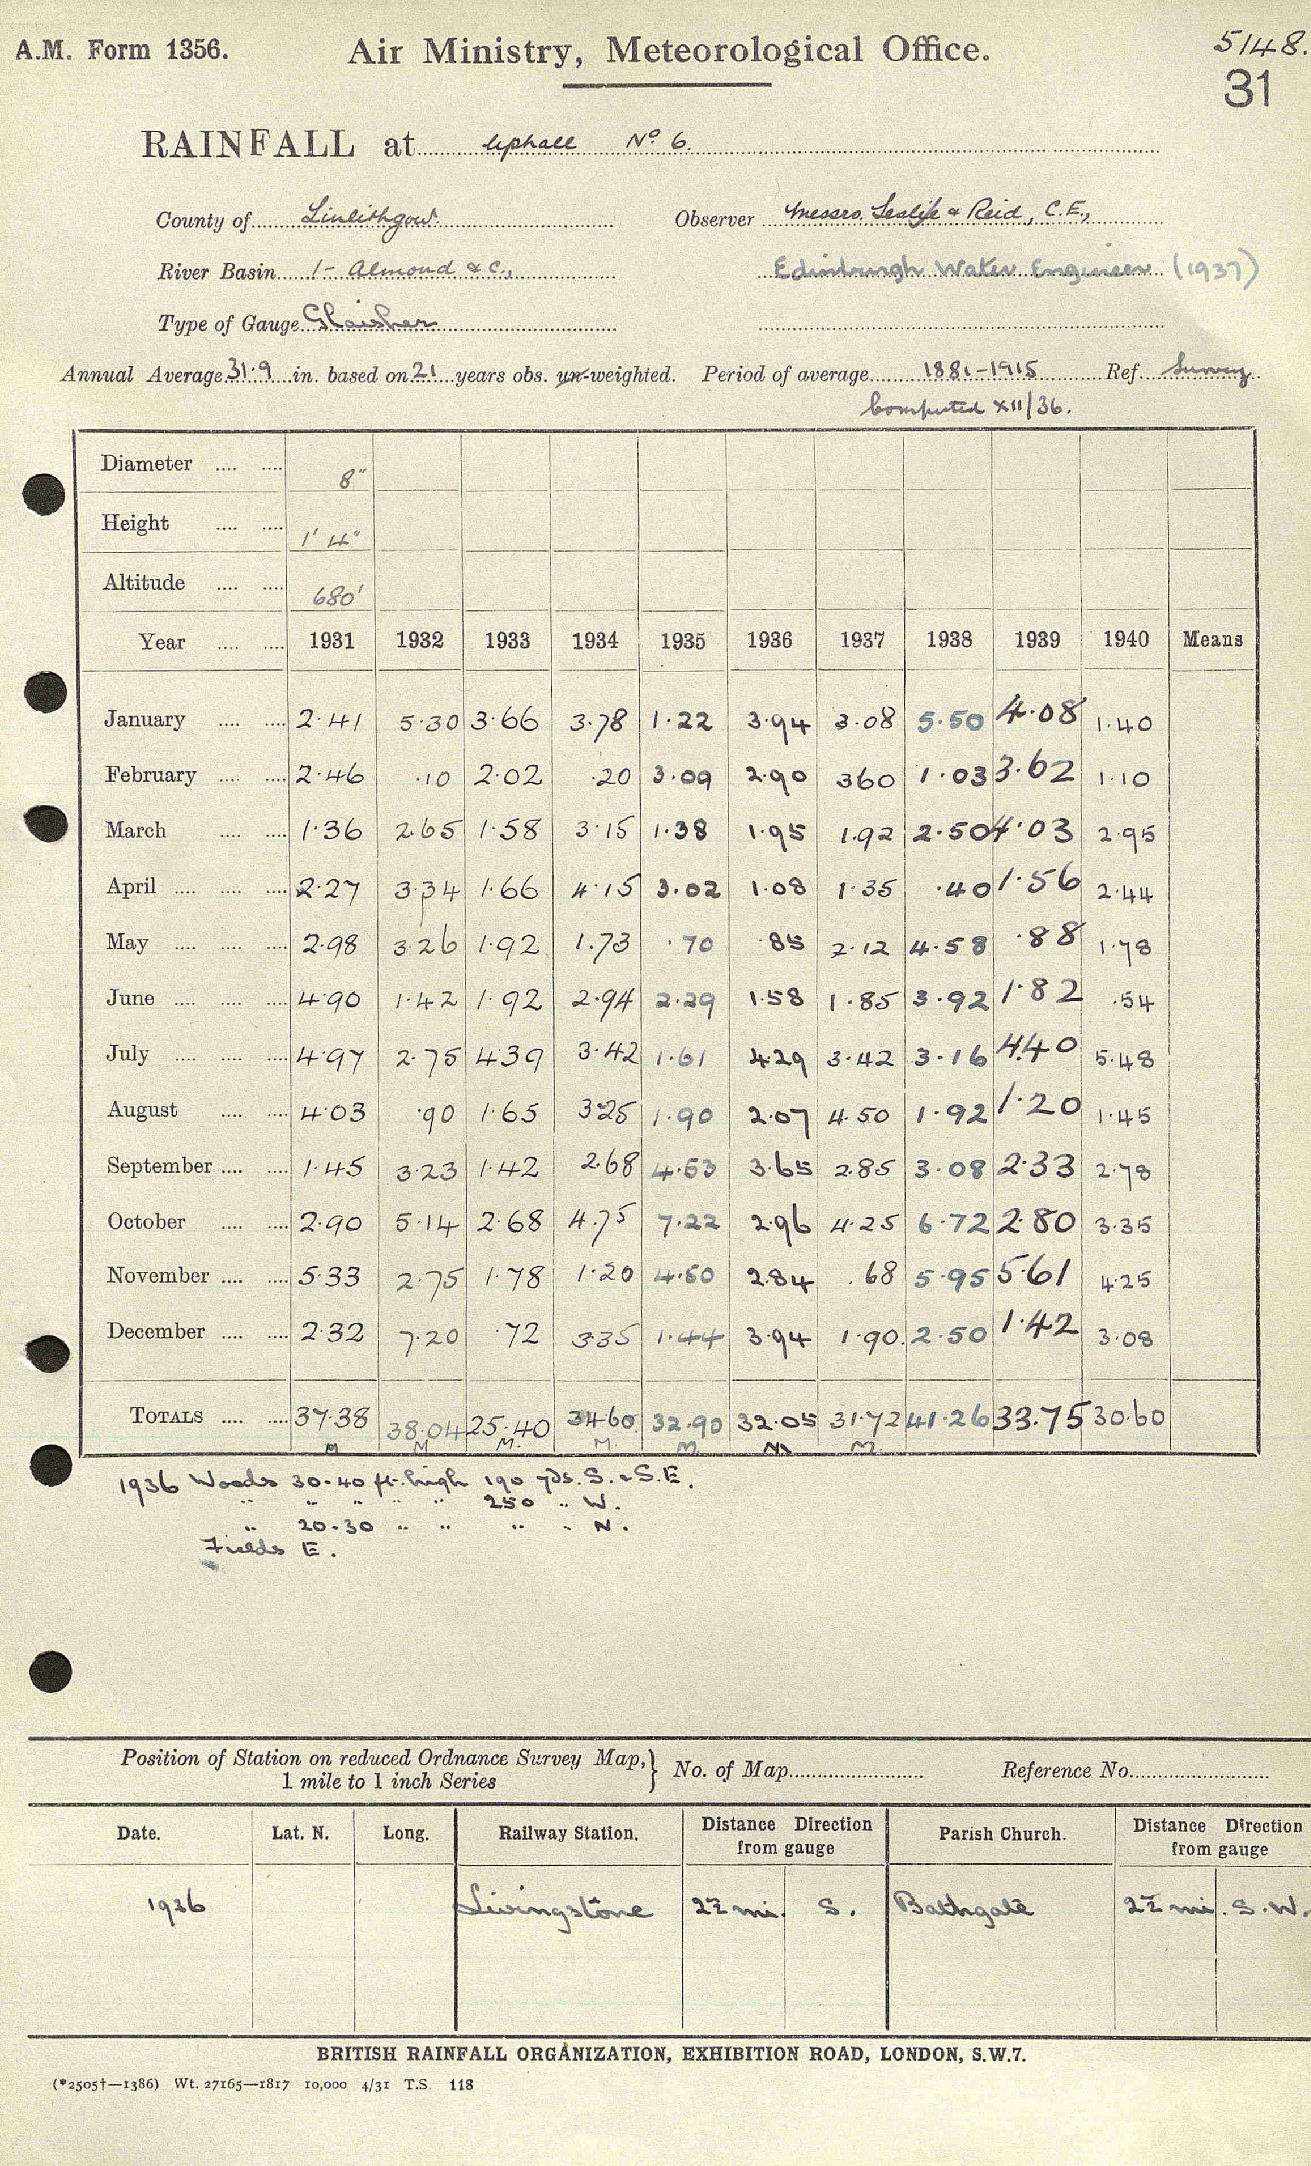 A.M. Form 1356. Air Ministry, Meteorological Office. 5148.
31
RAINFALL at Uphall No. 6.
County of Linlithgow. Observer Messrs. Leslie & Reid, C.E.,
River Basin 1- Almond & c., Edinburgh Water Engineer (1937)
Type of Gauge Glaisher
Annual Average 31.9 in. based on 21 years obs. un-weighted. Period of average 1881-1915 Ref. Survey
Computed XII/36.
Diameter 8"
Height 1' 4"
Altitude 680'
Year 1931 1932 1933 1934 1935 1936 1937 1938 1939 1940 Means
January 2.41 5.30 3.66 3.78 1.22 3.94 3.08 5.50 4.08 1.40
February 2.46 .10 2.02 .20 3.09 2.90 360 1.03 3.62 1.10
March 1.36 2.65 1.58 3.15 1.38 1.95 1.92 2.50 4.03 2.95
April 2.27 3.34 1.66 4.15 3.02 1.08 1.35 .40 1.56 2.44
May 2.98 3.26 1.92 1.73 .70 .85 2.12 4.58 .88 1.78
June 4.90 1.42 1.92 2.94 2.29 1.58 1.85 3.92 1.82 .54
July 4.97 2.75 4.39 3.42 1.61 4.29 3.42 3.16 4.40 5.48
August 4.03 .90 1.65 3.25 1.90 2.07 4.50 1.92 1.20 1.45
September 1.45 3.23 1.42 2.68 4.53 3.65 2.85 3.08 2.33 2.78
October 2.90 5.14 2.68 4.75 7.22 2.96 4.25 6.72 2.80 3.35
November 5.33 2.75 1.78 1.20 4.50 2.84 .68 5.95 5.61 4.25
December 2.32 7.20 .72 3.35 1.44 3.94 1.90 2.50 1.42 3.08
TOTALS 37.38 38.04 25.40 34.60 32.90 32.05 31.72 41.26 33.75 30.60
M M M. M. M. M M.
1936 Woods 30-40 ft. high 190 yds. S. & S.E.
" " " " " 250 " W.
" 20-30 " " " " N.
Fields E.
Position of Station on reduced Ordnance Survey Map, 1 mile to 1 inch Series } No. of Map Reference No.
Date. Lat. N. Long. Railway Station. Distance Direction from gauge Parish Church. Distance Direction from gauge
1936 Livingstone 2½ mi. S. Bathgate 2½ mi. S.W.
BRITISH RAINFALL ORGANIZATION, EXHIBITION ROAD, LONDON, S.W.7.
(*2505†—1386) Wt. 27165—1817 10,000 4/31 T.S. 118